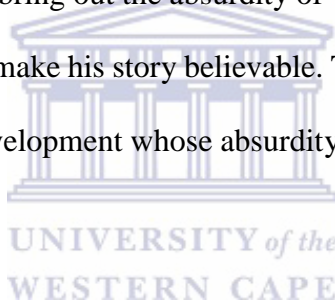 bring out the absurdity of
make his story believable.
velopment whose absurdity
UNIVERSITY of the
WESTERN CAPE